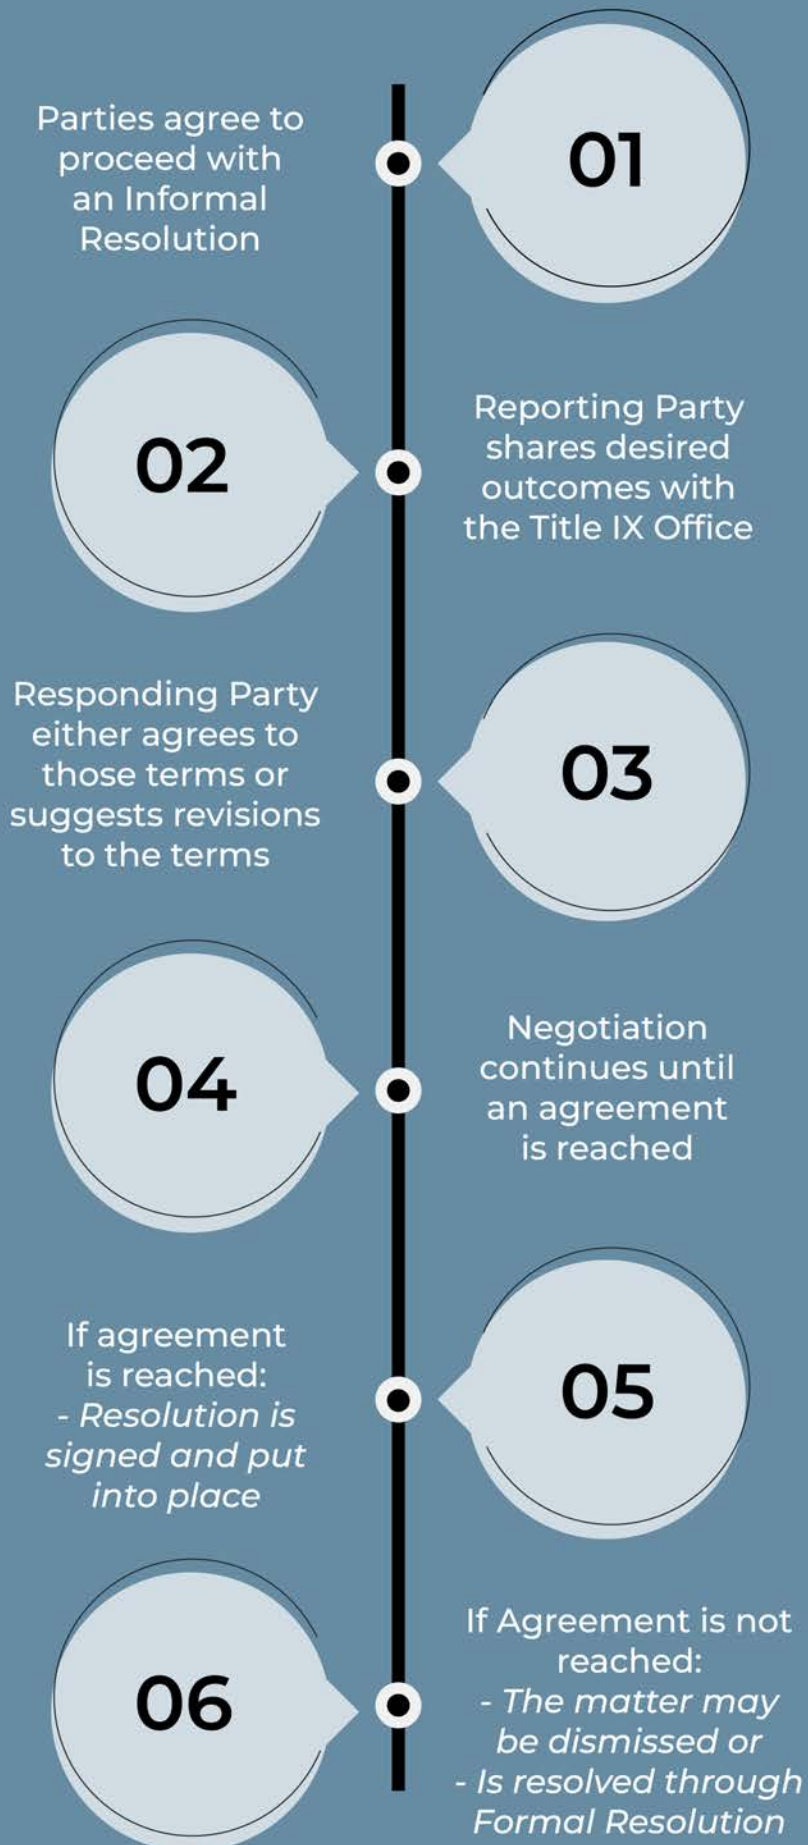 01
Parties agree to
proceed with
an Informal
Resolution
02
Reporting Party
shares desired
outcomes with
the Title IX Office
03
Responding Party
either agrees to
those terms or
suggests revisions
to the terms
04
Negotiation
continues until
an agreement
is reached
05
If agreement
is reached:
- Resolution is
signed and put
into place
06
If Agreement is not
reached:
- The matter may
be dismissed or
- Is resolved through
Formal Resolution